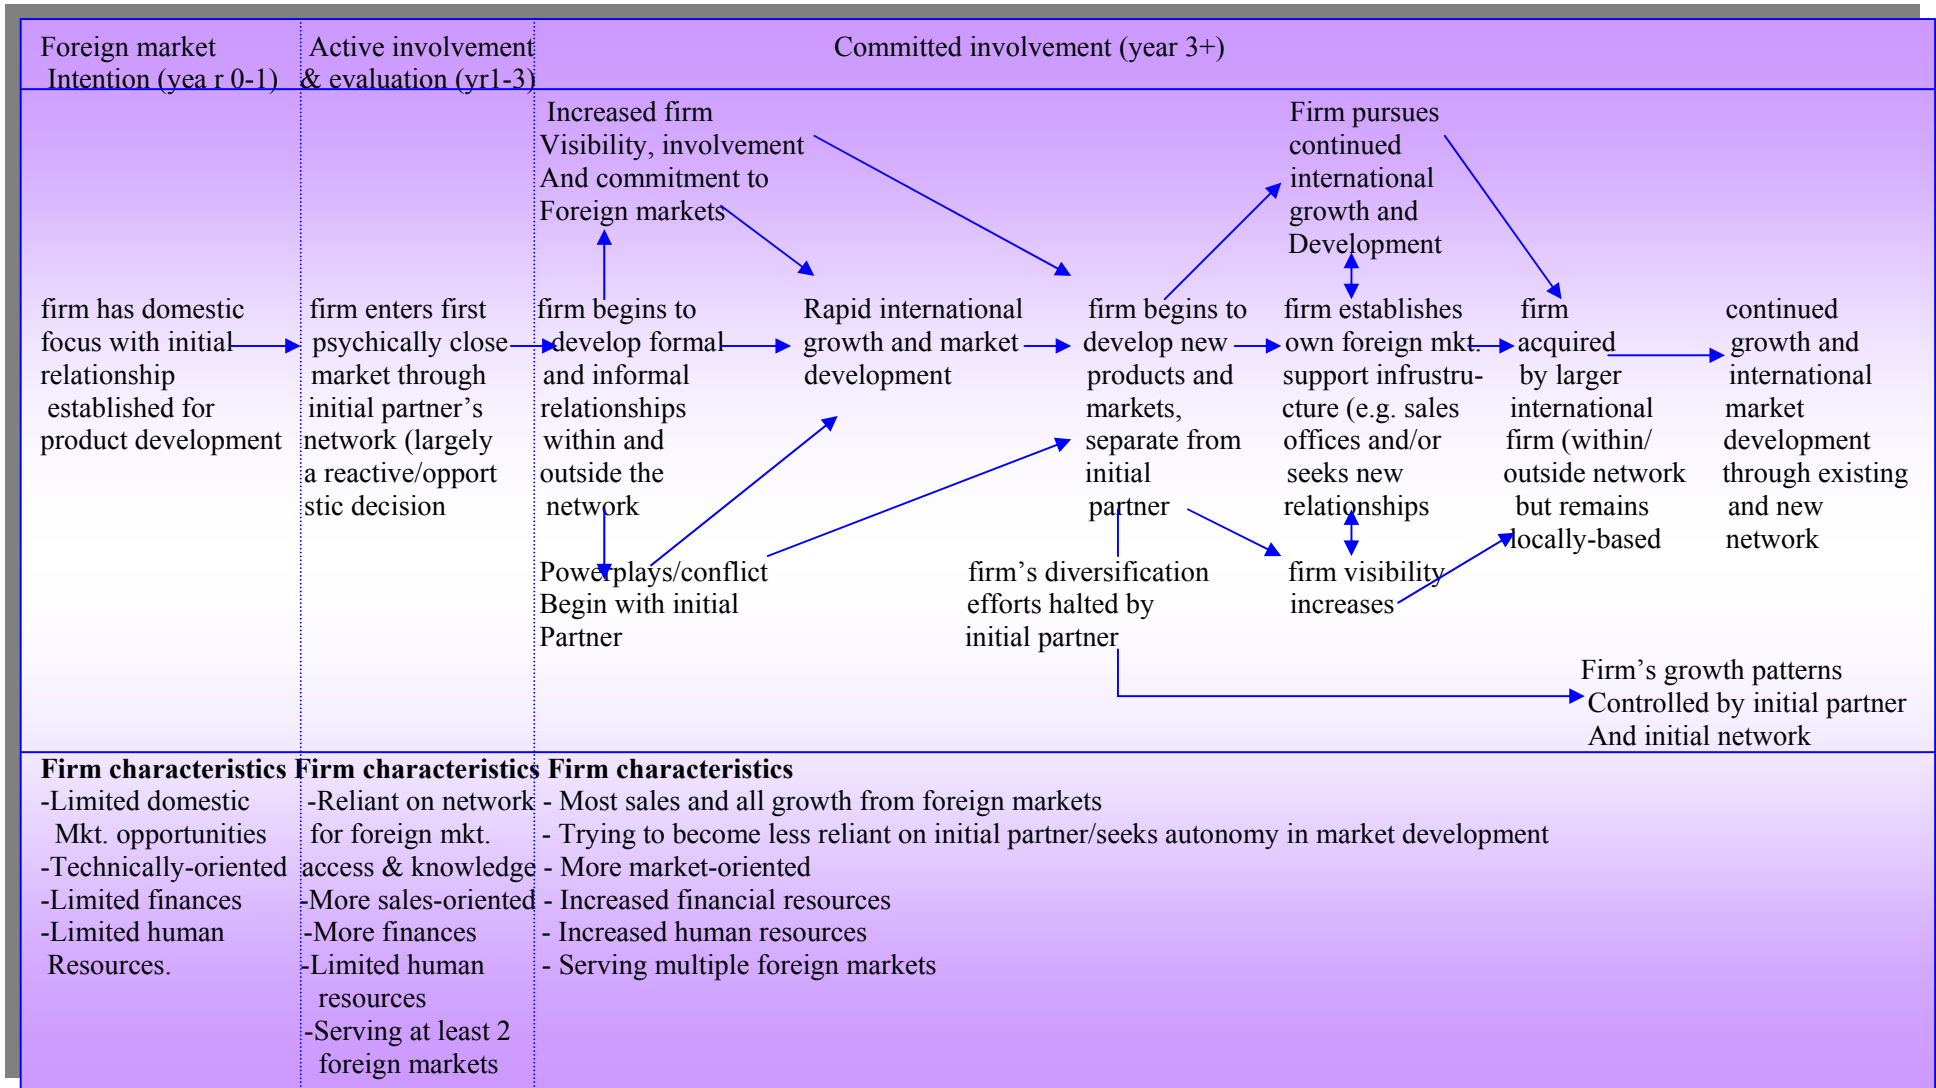 Foreign market
Intention (yea r 0-1)
Active involvement
& evaluation (yr1-3)
Committed involvement (year 3+)
Increased firm
Visibility, involvement
And commitment to
Foreign markets
Firm pursues
continued
international
growth and
Development
firm has domestic
focus with initial
relationship
established for
product development
firm enters first
psychically close
market through
initial partner's
network (largely
a reactive/opport
stic decision
firm begins to
develop formal
and informal
relationships
within and
outside the
network
Rapid international
growth and market
development
firm begins to
develop new
products and
markets,
separate from
initial
partner
firm establishes
own foreign mkt.
support infrustru-
cture (e.g. sales
offices and/or
seeks new
relationships
firm
acquired
by larger
international
firm (within/
outside network
but remains
locally-based
continued
growth and
international
market
development
through existing
and new
network
Powerplays/conflict
Begin with initial
Partner
firm's diversification
efforts halted by
initial partner
firm visibility
increases
Firm's growth patterns
Controlled by initial partner
And initial network
Firm characteristics
-Limited domestic
Mkt. opportunities
-Technically-oriented
-Limited finances
-Limited human
Resources.
Firm characteristics
-Reliant on network
for foreign mkt.
access & knowledge
-More sales-oriented
-More finances
-Limited human
resources
-Serving at least 2
foreign markets
Firm characteristics
- Most sales and all growth from foreign markets
- Trying to become less reliant on initial partner/seeks autonomy in market development
- More market-oriented
- Increased financial resources
- Increased human resources
- Serving multiple foreign markets